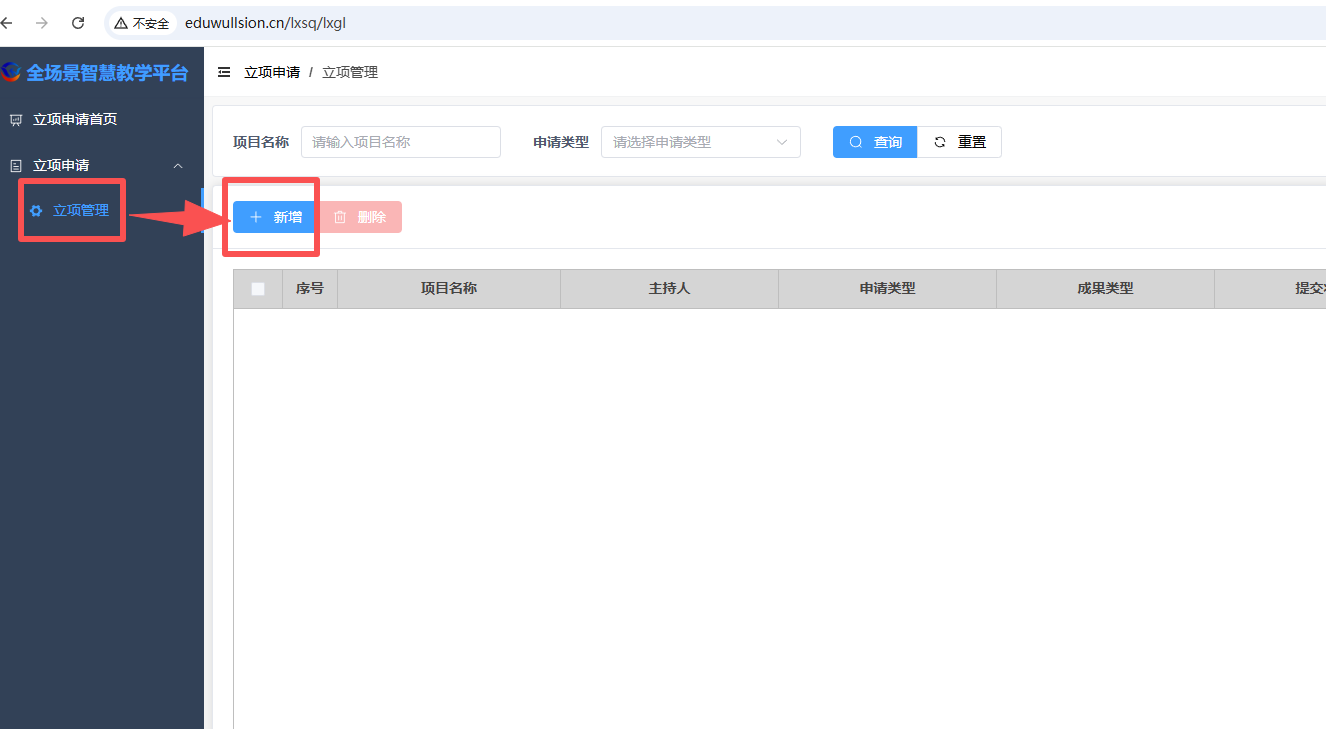 不安全 eduwullsion.cn/lxsq/lxgl
全场景智慧教学平台
立项申请 / 立项管理
立项申请首页
立项申请
立项管理
项目名称 请输入项目名称 申请类型 请选择申请类型 查询 重置
新增 删除
序号 项目名称 主持人 申请类型 成果类型 提交